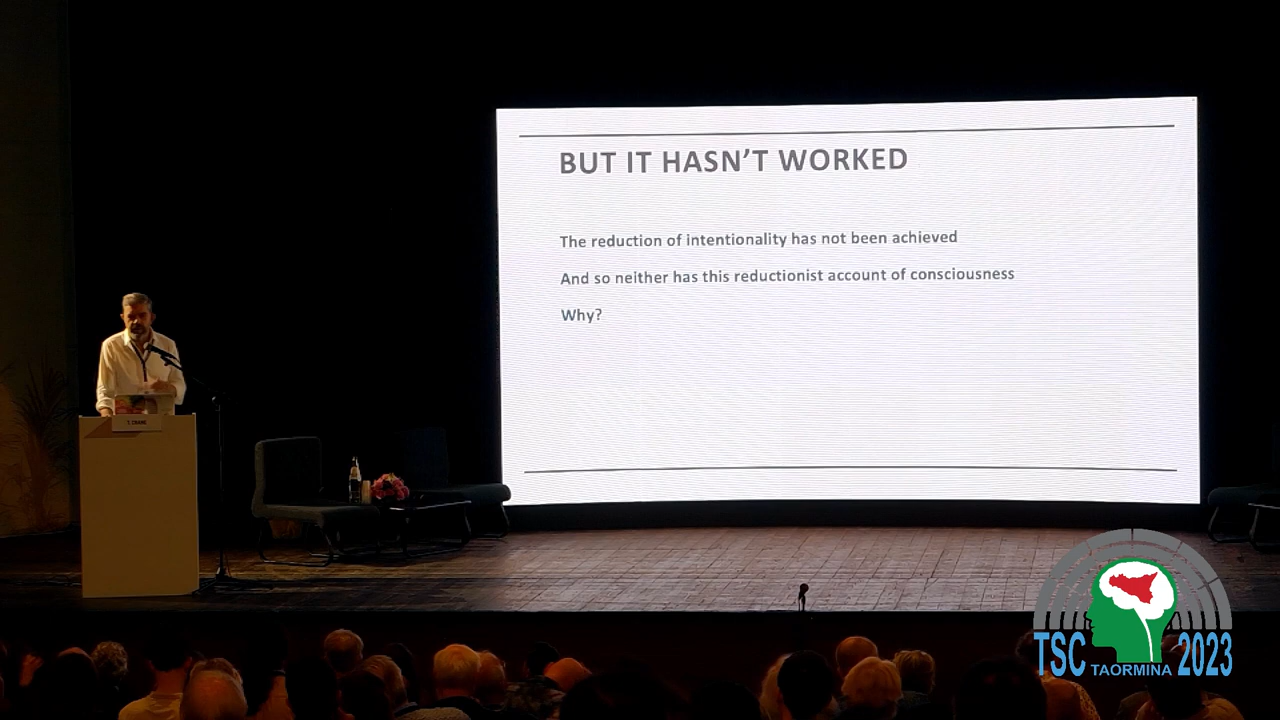 BUT IT HASN'T WORKED
The reduction of intentionality has not been achieved
And so neither has this reductionist account of consciousness
Why?
T. CRANE
TSC TAORMINA 2023